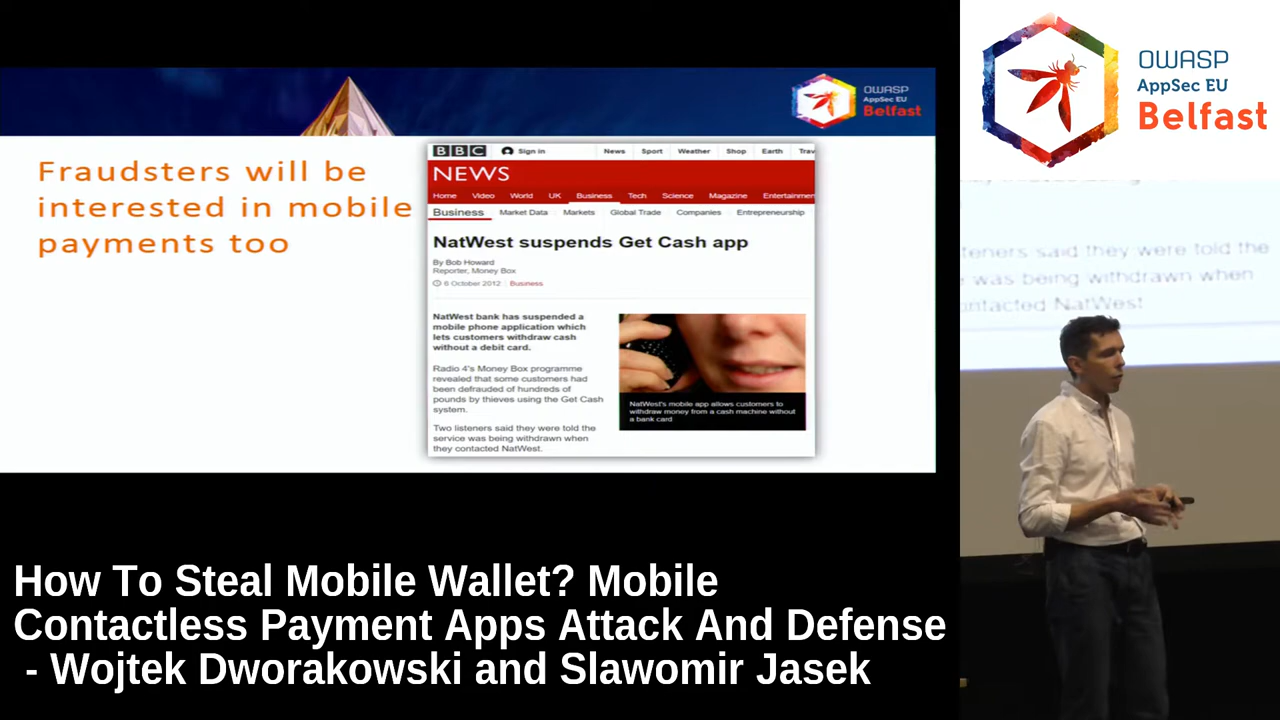 OWASP
AppSec EU
Belfast
Fraudsters will be
interested in mobile
payments too
BBC Sign in News Sport Weather Shop Earth
NEWS
Home Video World UK Business Tech Science Magazine
Business Market Data Markets Global Trade Companies Entrepreneurship
NatWest suspends Get Cash app
By Bob Howard
Reporter, Money Box
6 October 2012 Business
NatWest bank has suspended a
mobile phone application which
lets customers withdraw cash
without a debit card.
Radio 4's Money Box programme
revealed that some customers had
been defrauded of hundreds of
pounds by thieves using the Get Cash
system.
Two listeners said they were told the
service was being withdrawn when
they contacted NatWest.
NatWest's mobile app allows customers to
withdraw money from a cash machine without
a bank card
OWASP
AppSec EU
Belfast
said they were told the
was being withdrawn when
NatWest
How To Steal Mobile Wallet? Mobile
Contactless Payment Apps Attack And Defense
- Wojtek Dworakowski and Slawomir Jasek